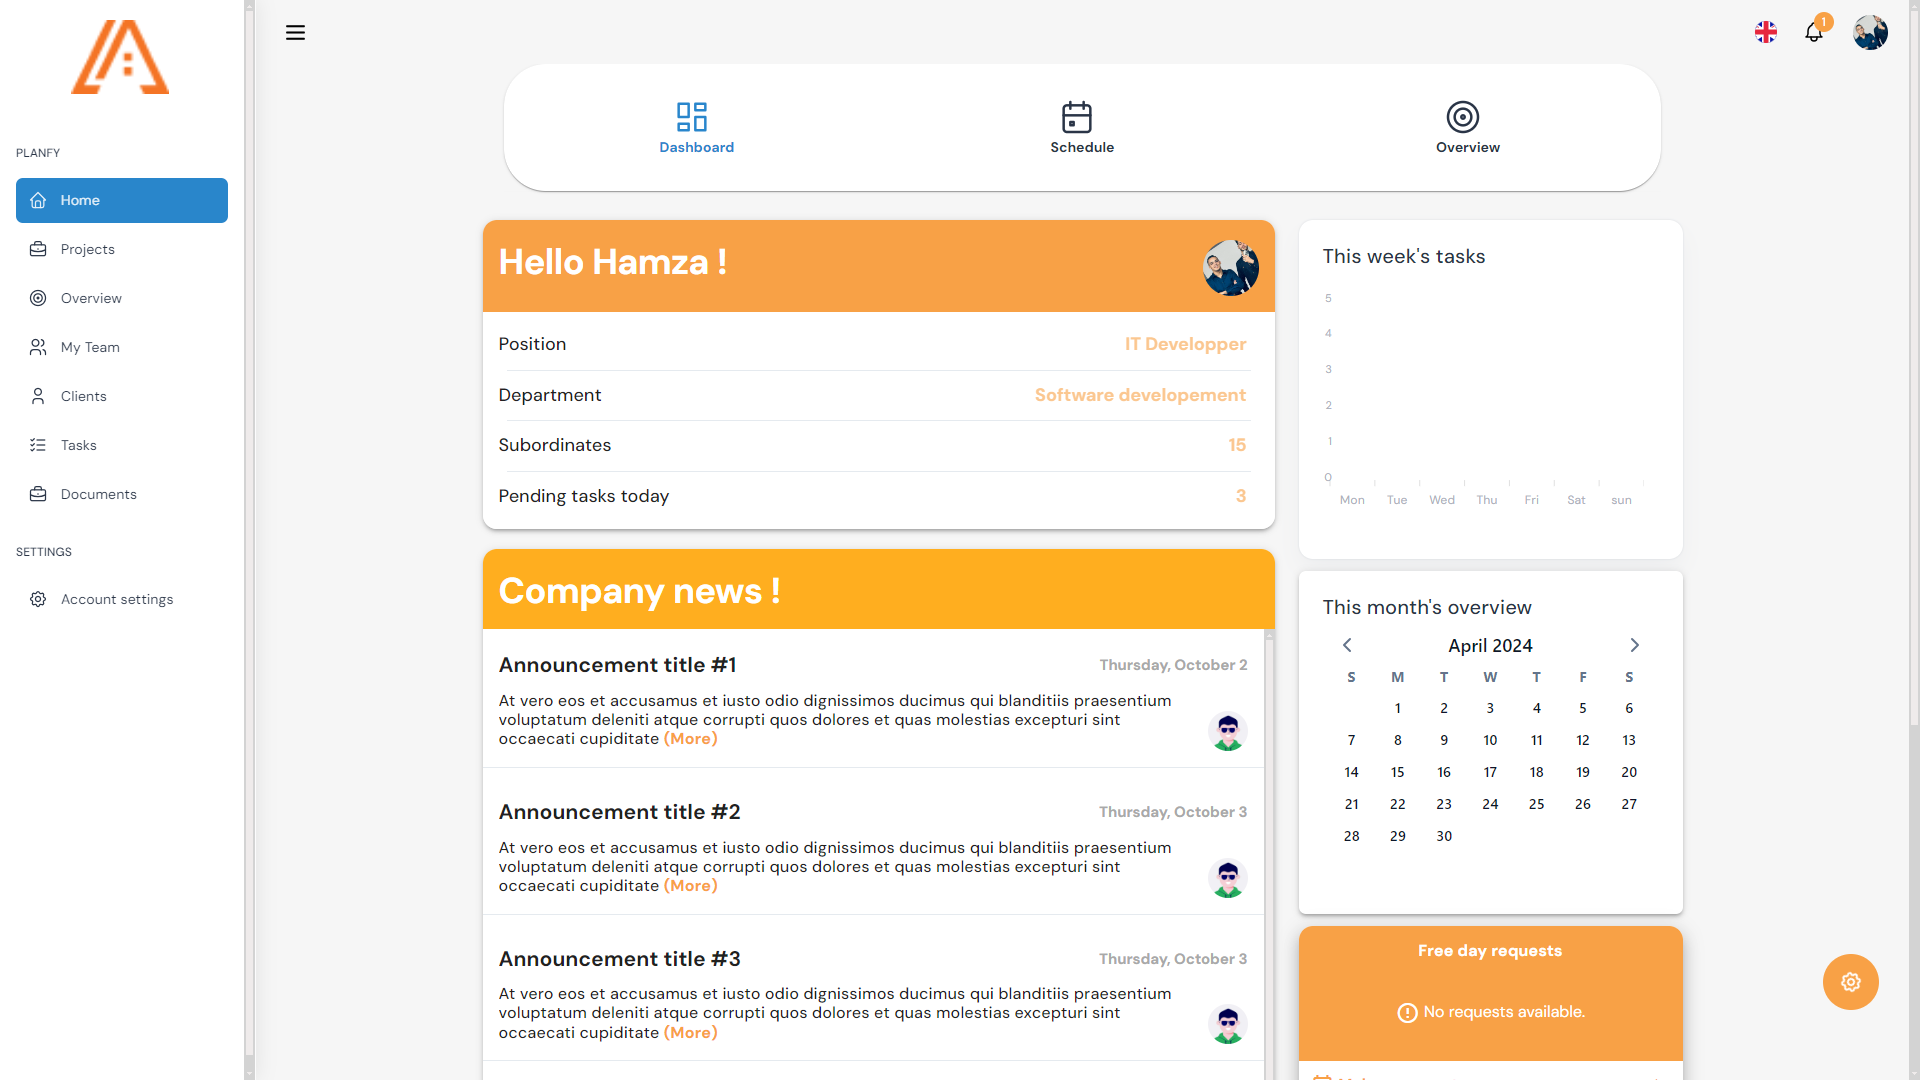 1
PLANFY
Home
Projects
Overview
My Team
Clients
Tasks
Documents
SETTINGS
Account settings
Dashboard
Schedule
Overview
Hello Hamza !
Position
IT Developper
Department
Software developement
Subordinates
15
Pending tasks today
3
Company news !
Announcement title #1
Thursday, October 2
At vero eos et accusamus et iusto odio dignissimos ducimus qui blanditiis praesentium
voluptatum deleniti atque corrupti quos dolores et quas molestias excepturi sint
occaecati cupiditate (More)
Announcement title #2
Thursday, October 3
At vero eos et accusamus et iusto odio dignissimos ducimus qui blanditiis praesentium
voluptatum deleniti atque corrupti quos dolores et quas molestias excepturi sint
occaecati cupiditate (More)
Announcement title #3
Thursday, October 3
At vero eos et accusamus et iusto odio dignissimos ducimus qui blanditiis praesentium
voluptatum deleniti atque corrupti quos dolores et quas molestias excepturi sint
occaecati cupiditate (More)
This week's tasks
5
4
3
2
1
0
Mon Tue Wed Thu Fri Sat sun
This month's overview
April 2024
S M T W T F S
1 2 3 4 5 6
7 8 9 10 11 12 13
14 15 16 17 18 19 20
21 22 23 24 25 26 27
28 29 30
Free day requests
No requests available.